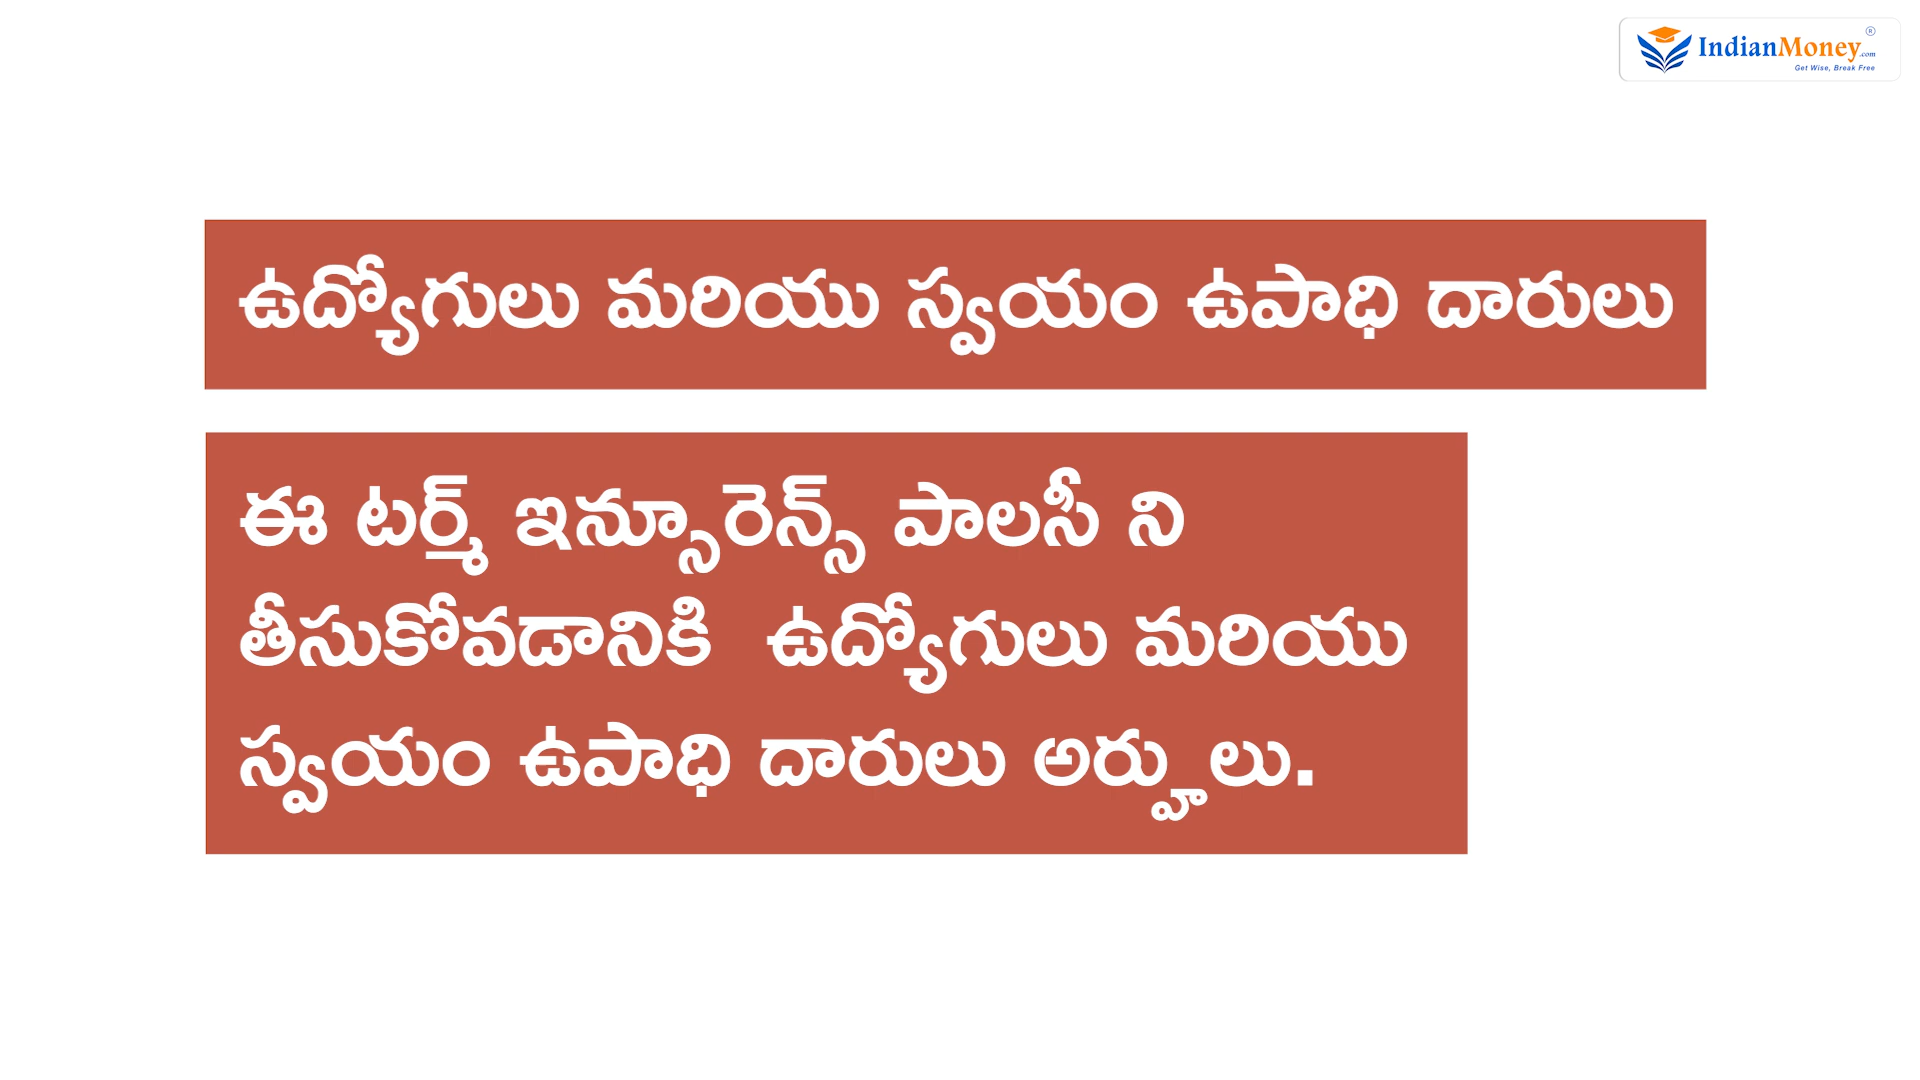 IndianMoney.com®
Get Wise, Break Free
ఉద్యోగులు మరియు స్వయం ఉపాధి దారులు
ఈ టర్మ్ ఇన్సూరెన్స్ పాలసీ ని
తీసుకోవడానికి ఉద్యోగులు మరియు
స్వయం ఉపాధి దారులు అర్హులు.